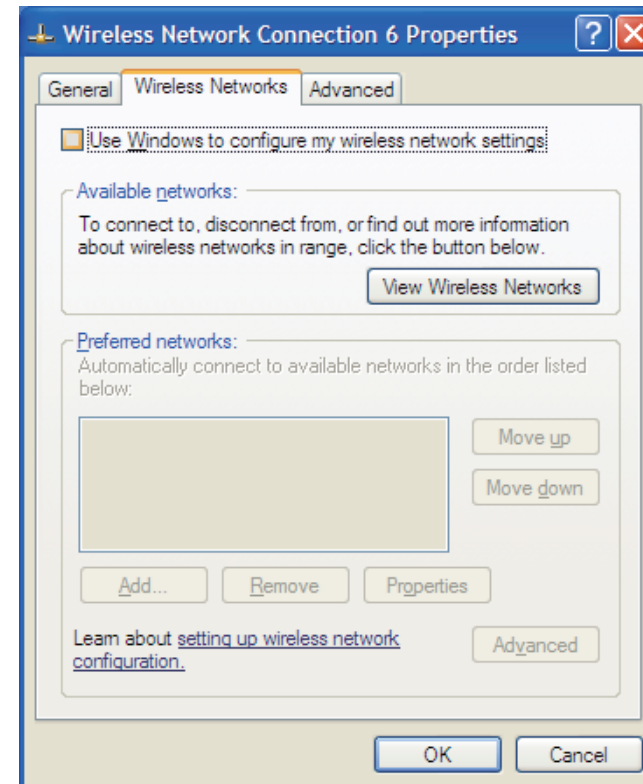 Wireless Network Connection 6 Properties
General Wireless Networks Advanced
Use Windows to configure my wireless network settings
Available networks:
To connect to, disconnect from, or find out more information
about wireless networks in range, click the button below.
View Wireless Networks
Preferred networks:
Automatically connect to available networks in the order listed
below:
Move up
Move down
Add... Remove Properties
Learn about setting up wireless network
configuration.
Advanced
OK Cancel